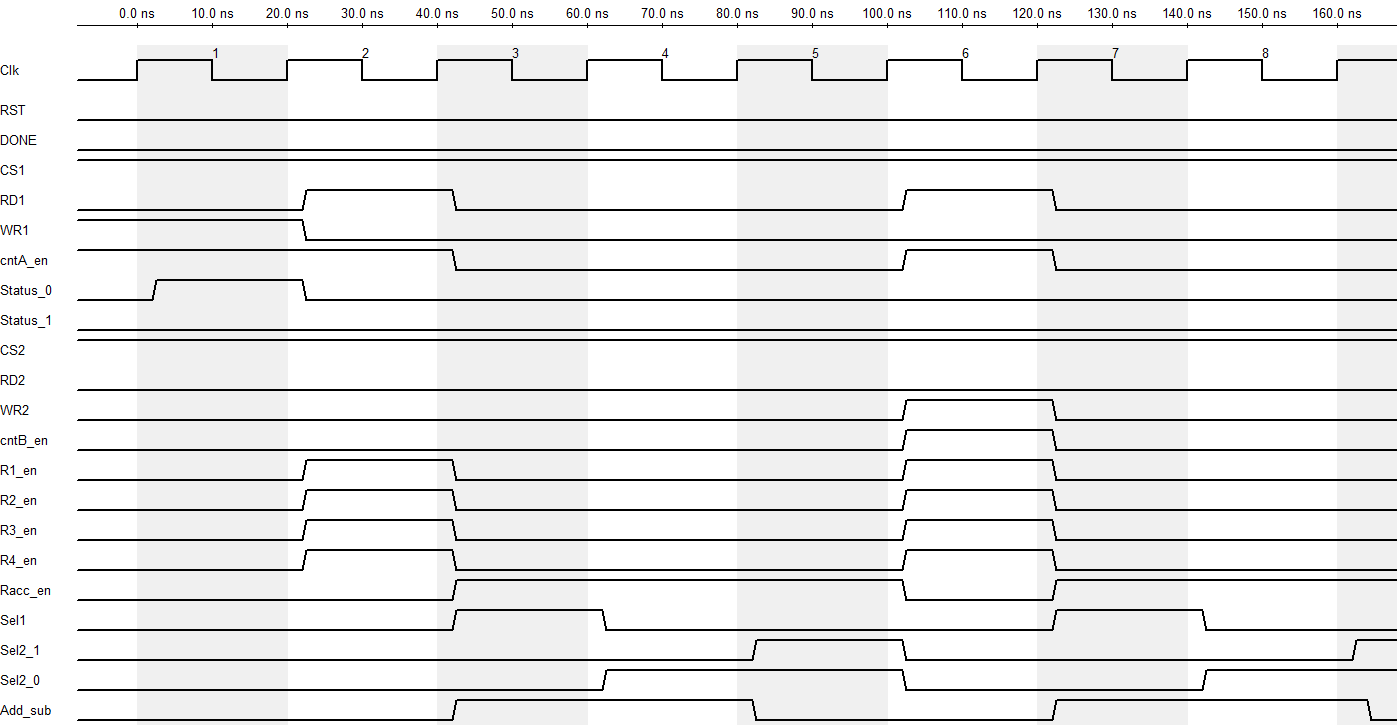 0.0 ns 10.0 ns 20.0 ns 30.0 ns 40.0 ns 50.0 ns 60.0 ns 70.0 ns 80.0 ns 90.0 ns 100.0 ns 110.0 ns 120.0 ns 130.0 ns 140.0 ns 150.0 ns 160.0 ns
1 2 3 4 5 6 7 8
Clk
RST
DONE
CS1
RD1
WR1
cntA_en
Status_0
Status_1
CS2
RD2
WR2
cntB_en
R1_en
R2_en
R3_en
R4_en
Racc_en
Sel1
Sel2_1
Sel2_0
Add_sub